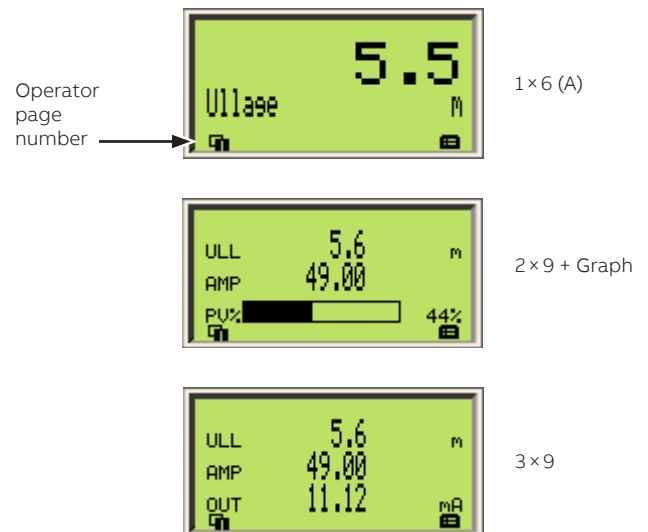 5.5
Ullage M
1×6 (A)
Operator
page
number
ULL 5.6 m
AMP 49.00
PV% 44%
2×9 + Graph
ULL 5.6 m
AMP 49.00
OUT 11.12 mA
3×9